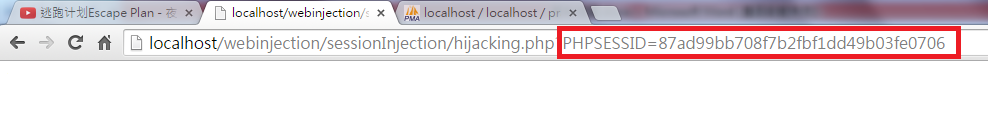 逃跑计划Escape Plan - 夜
localhost/webinjection/s
PMA
localhost / localhost / pr
localhost/webinjection/sessionInjection/hijacking.php?PHPSESSID=87ad99bb708f7b2fbf1dd49b03fe0706